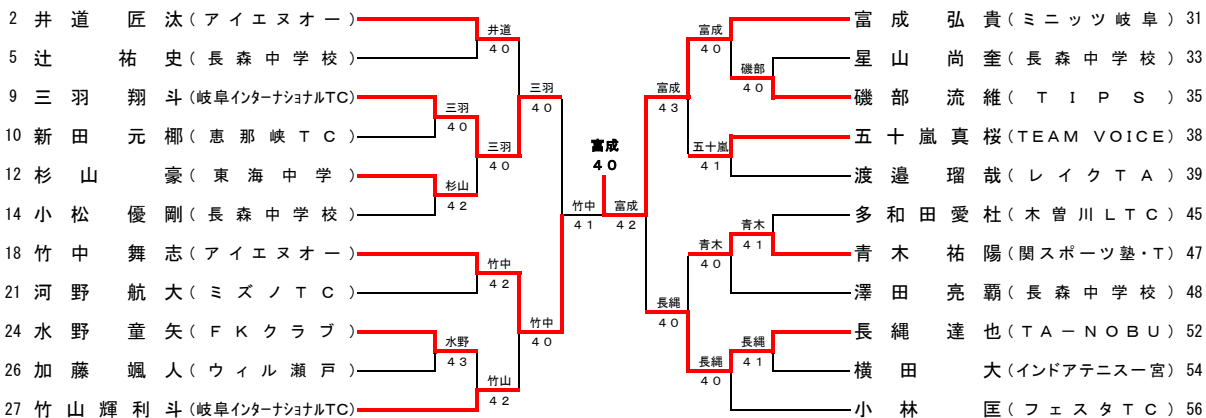 2 井道 匠汰 (アイエヌオー)
5 辻 祐史 (長森中学校)
9 三羽 翔斗 (岐阜インターナショナルTC)
10 新田 元梛 (恵那峡TC)
12 杉山 豪 (東海中学)
14 小松 優剛 (長森中学校)
18 竹中 舞志 (アイエヌオー)
21 河野 航大 (ミズノTC)
24 水野 童矢 (FKクラブ)
26 加藤 颯人 (ウィル瀬戸)
27 竹山輝利斗 (岐阜インターナショナルTC)
井道
40
三羽
40
杉山
42
三羽
40
三羽
40
竹中
42
水野
43
竹山
42
竹中
40
竹中
41
富成
40
富成
42
富成
43
富成
40
磯部
40
五十嵐
41
長縄
40
青木
40
青木
41
長縄
40
長縄
41
富成 弘貴 (ミニッツ岐阜) 31
星山 尚奎 (長森中学校) 33
磯部 流維 (TIPS) 35
五十嵐真桜 (TEAM VOICE) 38
渡邉 瑠哉 (レイクTA) 39
多和田愛杜 (木曽川LTC) 45
青木 祐陽 (関スポーツ塾・T) 47
澤田 亮覇 (長森中学校) 48
長縄 達也 (TA－NOBU) 52
横田 大 (インドアテニス一宮) 54
小林 匡 (フェスタTC) 56